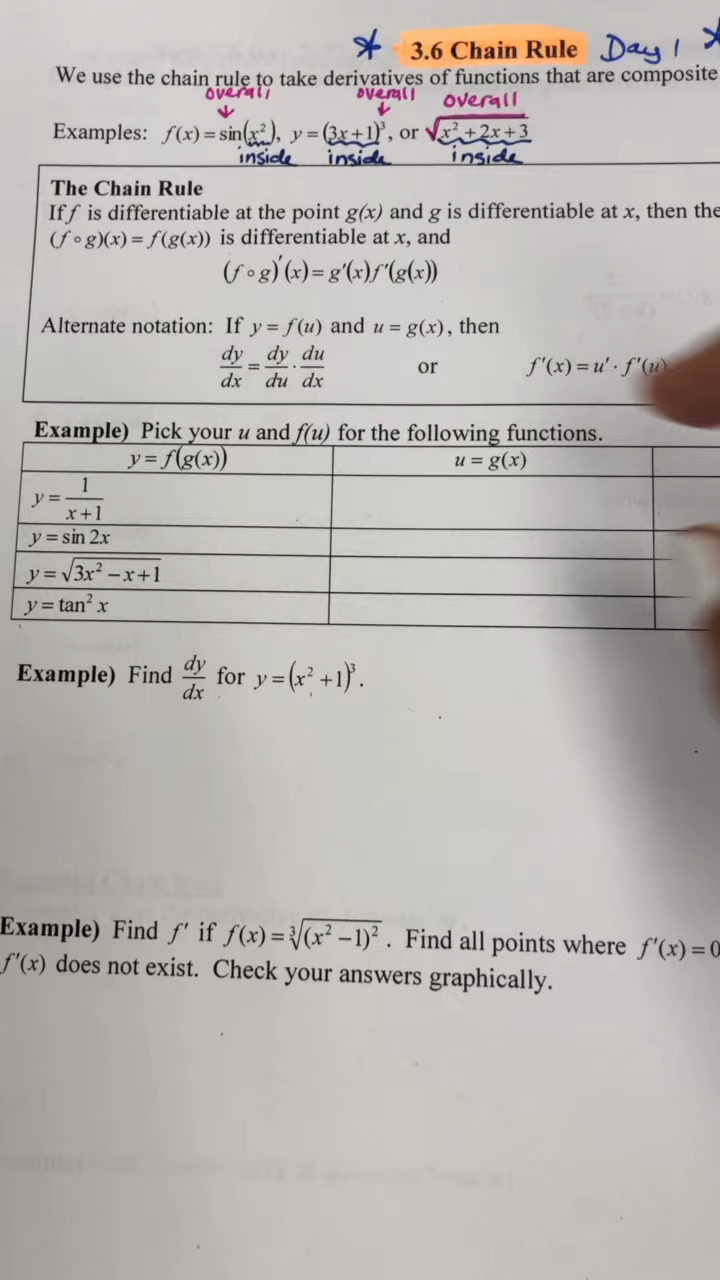 * 3.6 Chain Rule Day 1 *
We use the chain rule to take derivatives of functions that are composite
overall overall overall
Examples: f(x) = sin(x²), y = (3x+1)³, or √(x²+2x+3)
inside inside inside
The Chain Rule
If f is differentiable at the point g(x) and g is differentiable at x, then the
(f∘g)(x) = f(g(x)) is differentiable at x, and
(f∘g)′(x) = g′(x)f′(g(x))
Alternate notation: If y = f(u) and u = g(x), then
dy/dx = dy/du · du/dx or f′(x) = u′ · f′(u)
Example) Pick your u and f(u) for the following functions.
y = f(g(x)) u = g(x)
y = 1/(x+1)
y = sin 2x
y = √(3x² − x + 1)
y = tan² x
Example) Find dy/dx for y = (x² + 1)³.
Example) Find f′ if f(x) = ∛((x² − 1)²). Find all points where f′(x) = 0
f′(x) does not exist. Check your answers graphically.